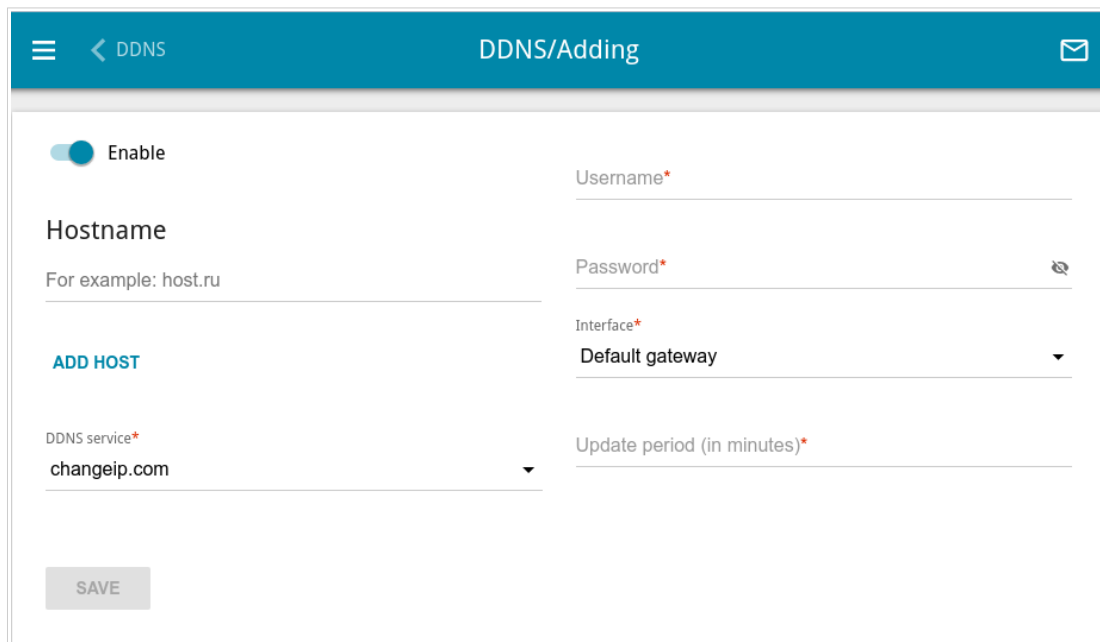 DDNS
DDNS/Adding
Enable
Hostname
For example: host.ru
ADD HOST
DDNS service*
changeip.com
SAVE
Username*
Password*
Interface*
Default gateway
Update period (in minutes)*